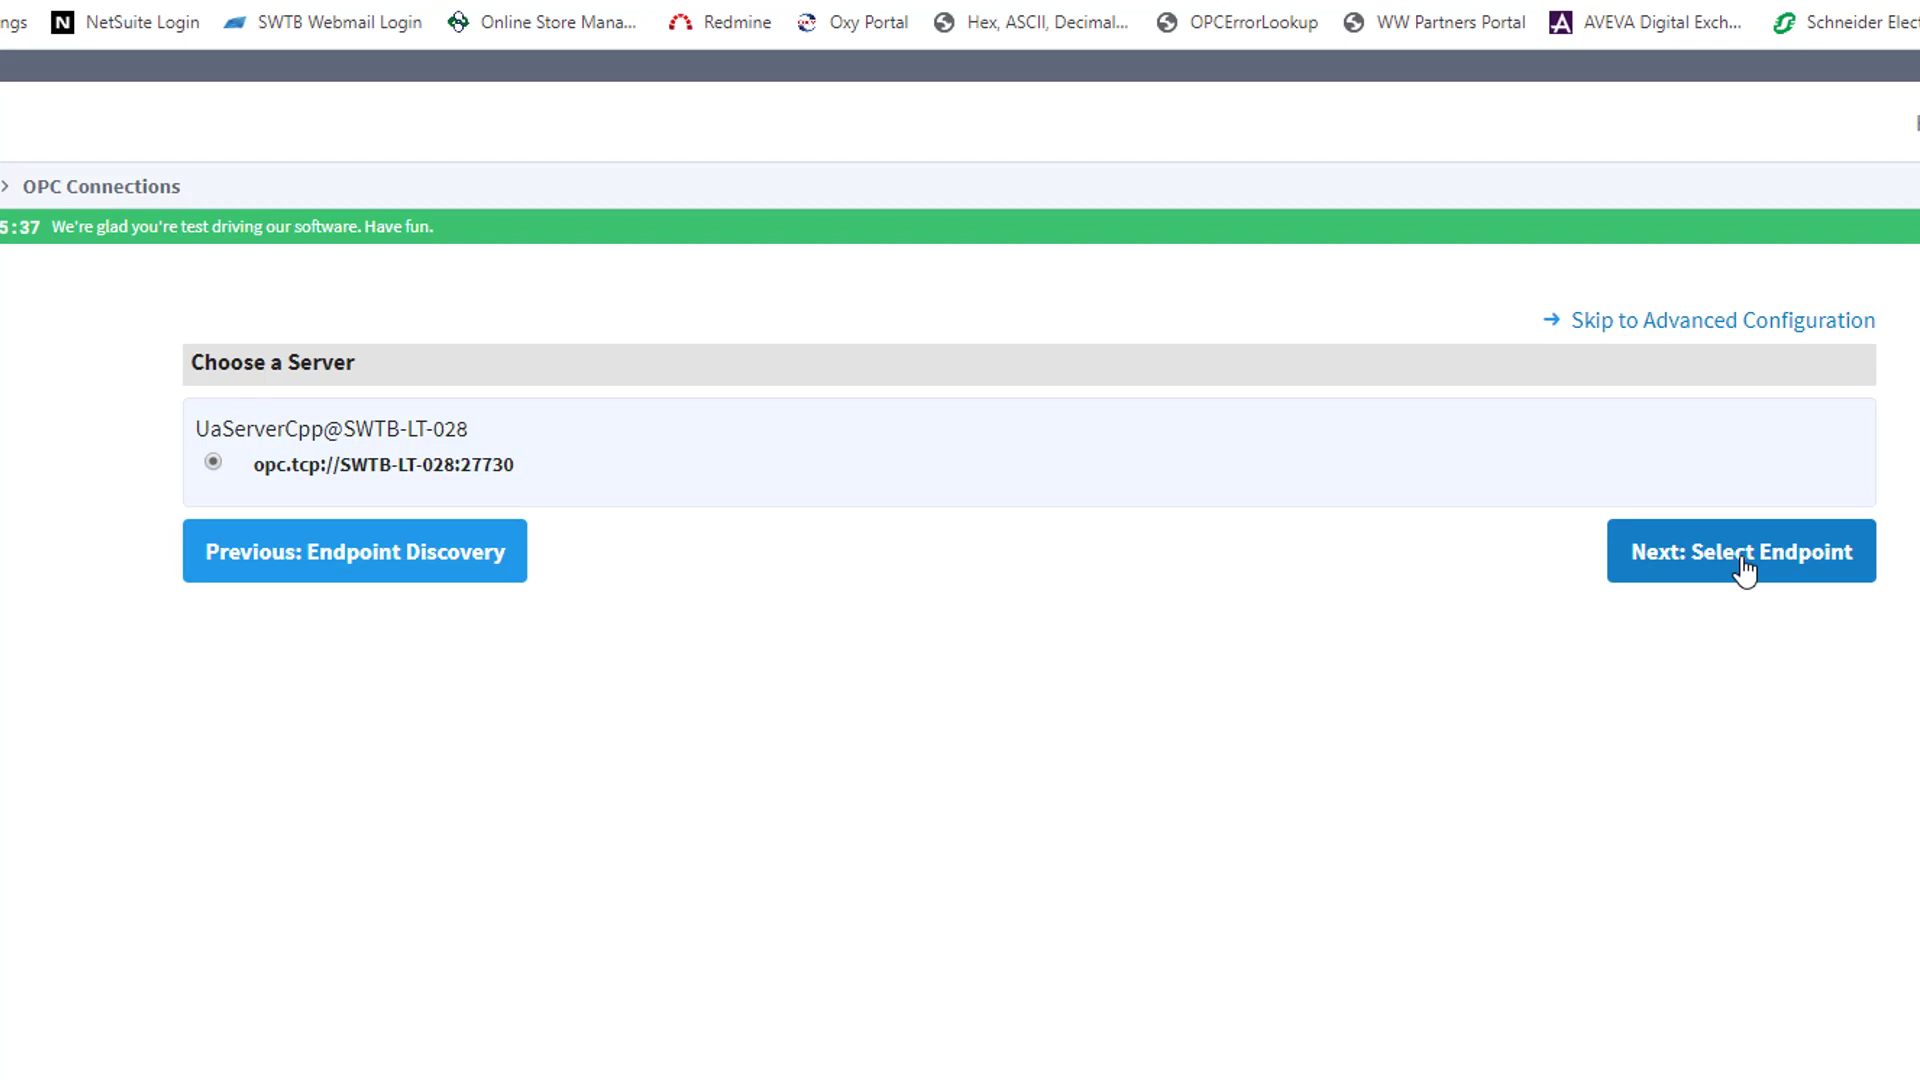 ngs NetSuite Login SWTB Webmail Login Online Store Mana... Redmine Oxy Portal Hex, ASCII, Decimal... OPCErrorLookup WW Partners Portal AVEVA Digital Exch... Schneider Elect
OPC Connections
5:37 We're glad you're test driving our software. Have fun.
→ Skip to Advanced Configuration
Choose a Server
UaServerCpp@SWTB-LT-028
opc.tcp://SWTB-LT-028:27730
Previous: Endpoint Discovery
Next: Select Endpoint